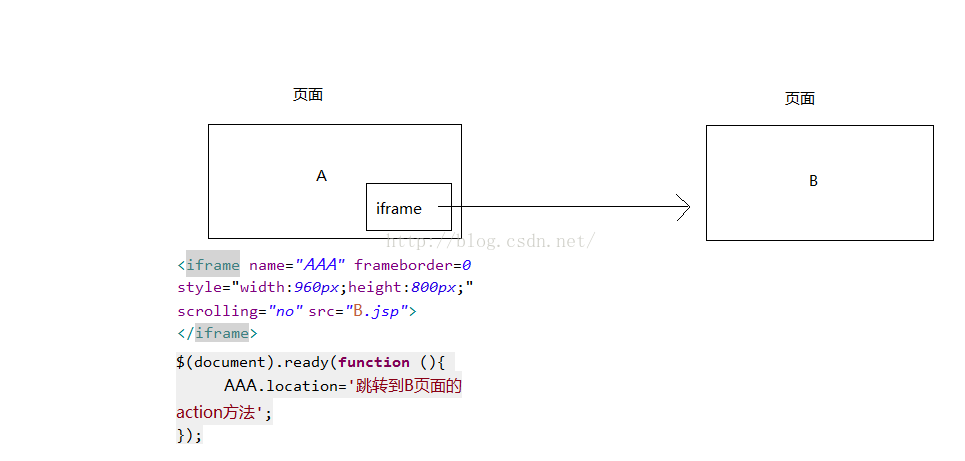 页面
页面
A
B
iframe
http://blog.csdn.net/
<iframe name="AAA" frameborder=0
style="width:960px;height:800px;"
scrolling="no" src="B.jsp">
</iframe>
$(document).ready(function (){
AAA.location='跳转到B页面的
action方法';
});